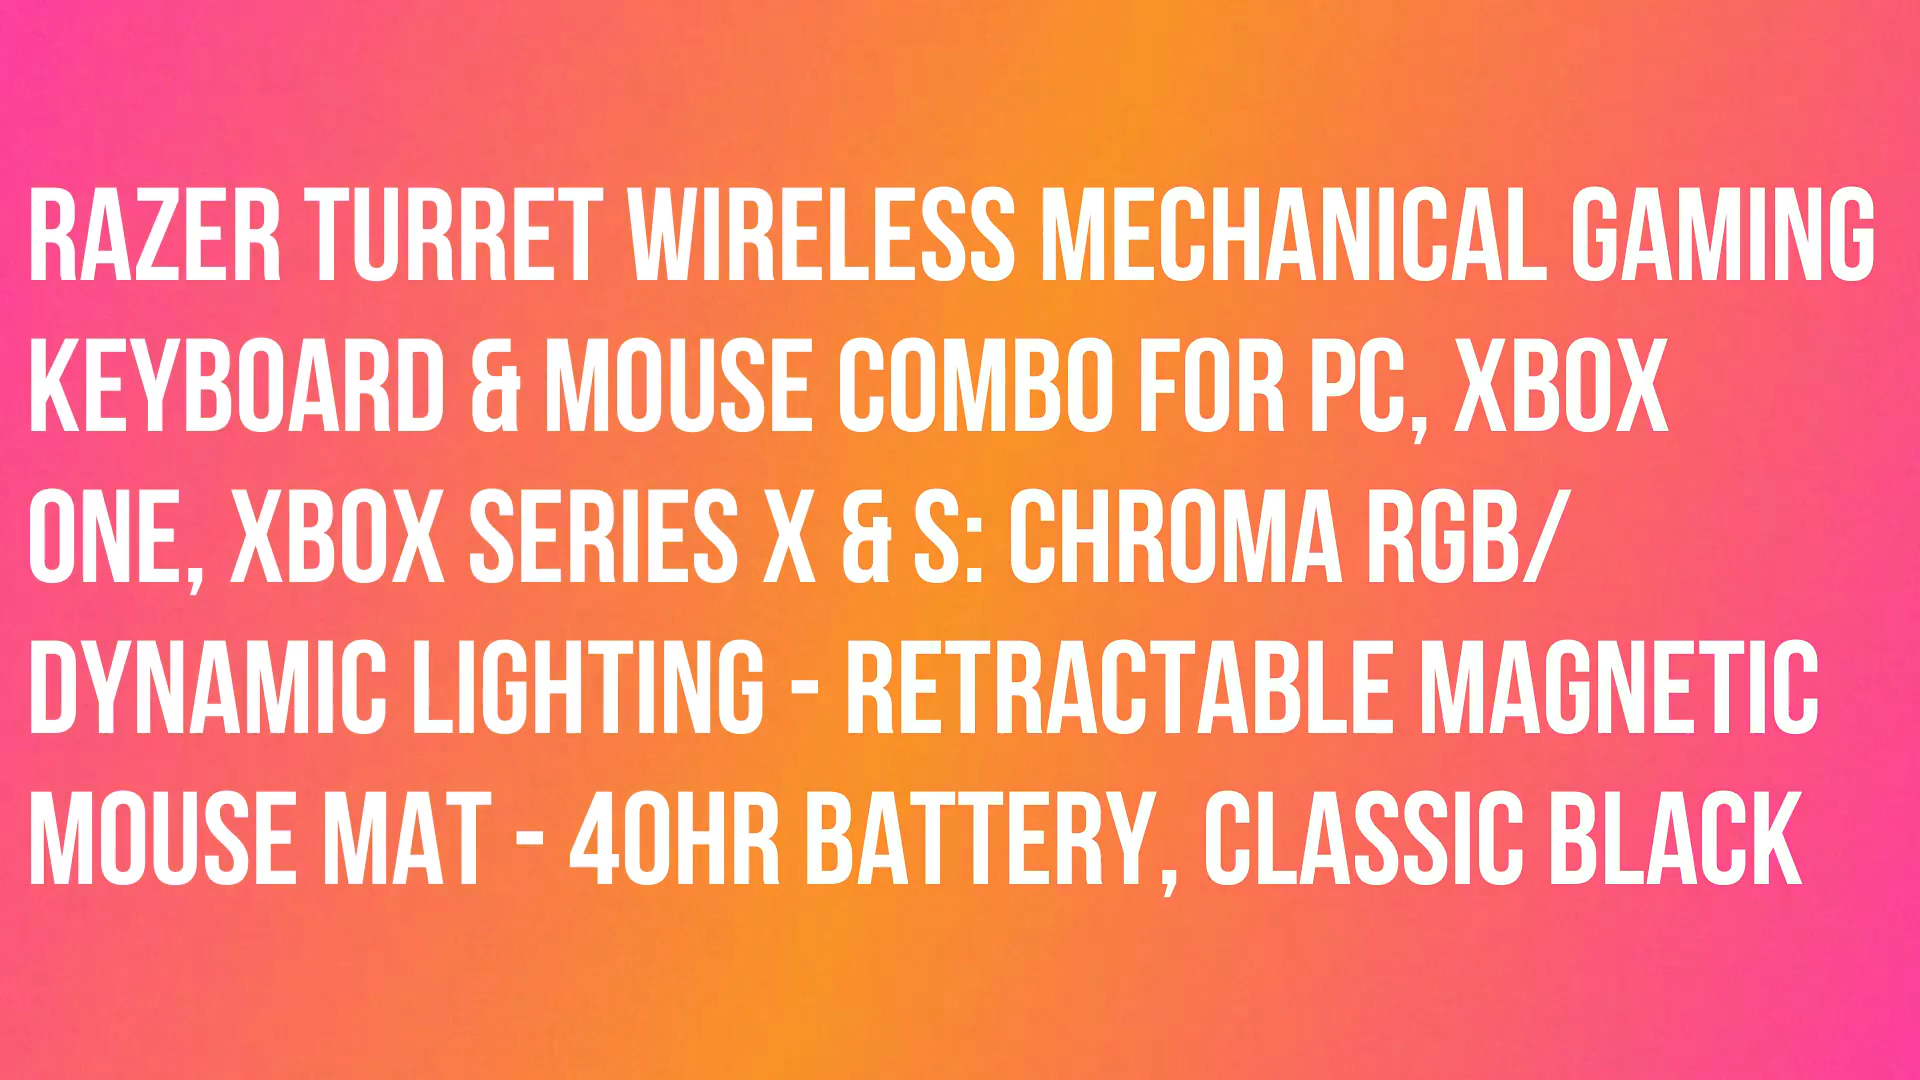 RAZER TURRET WIRELESS MECHANICAL GAMING
KEYBOARD & MOUSE COMBO FOR PC, XBOX
ONE, XBOX SERIES X & S: CHROMA RGB/
DYNAMIC LIGHTING - RETRACTABLE MAGNETIC
MOUSE MAT - 40HR BATTERY, CLASSIC BLACK